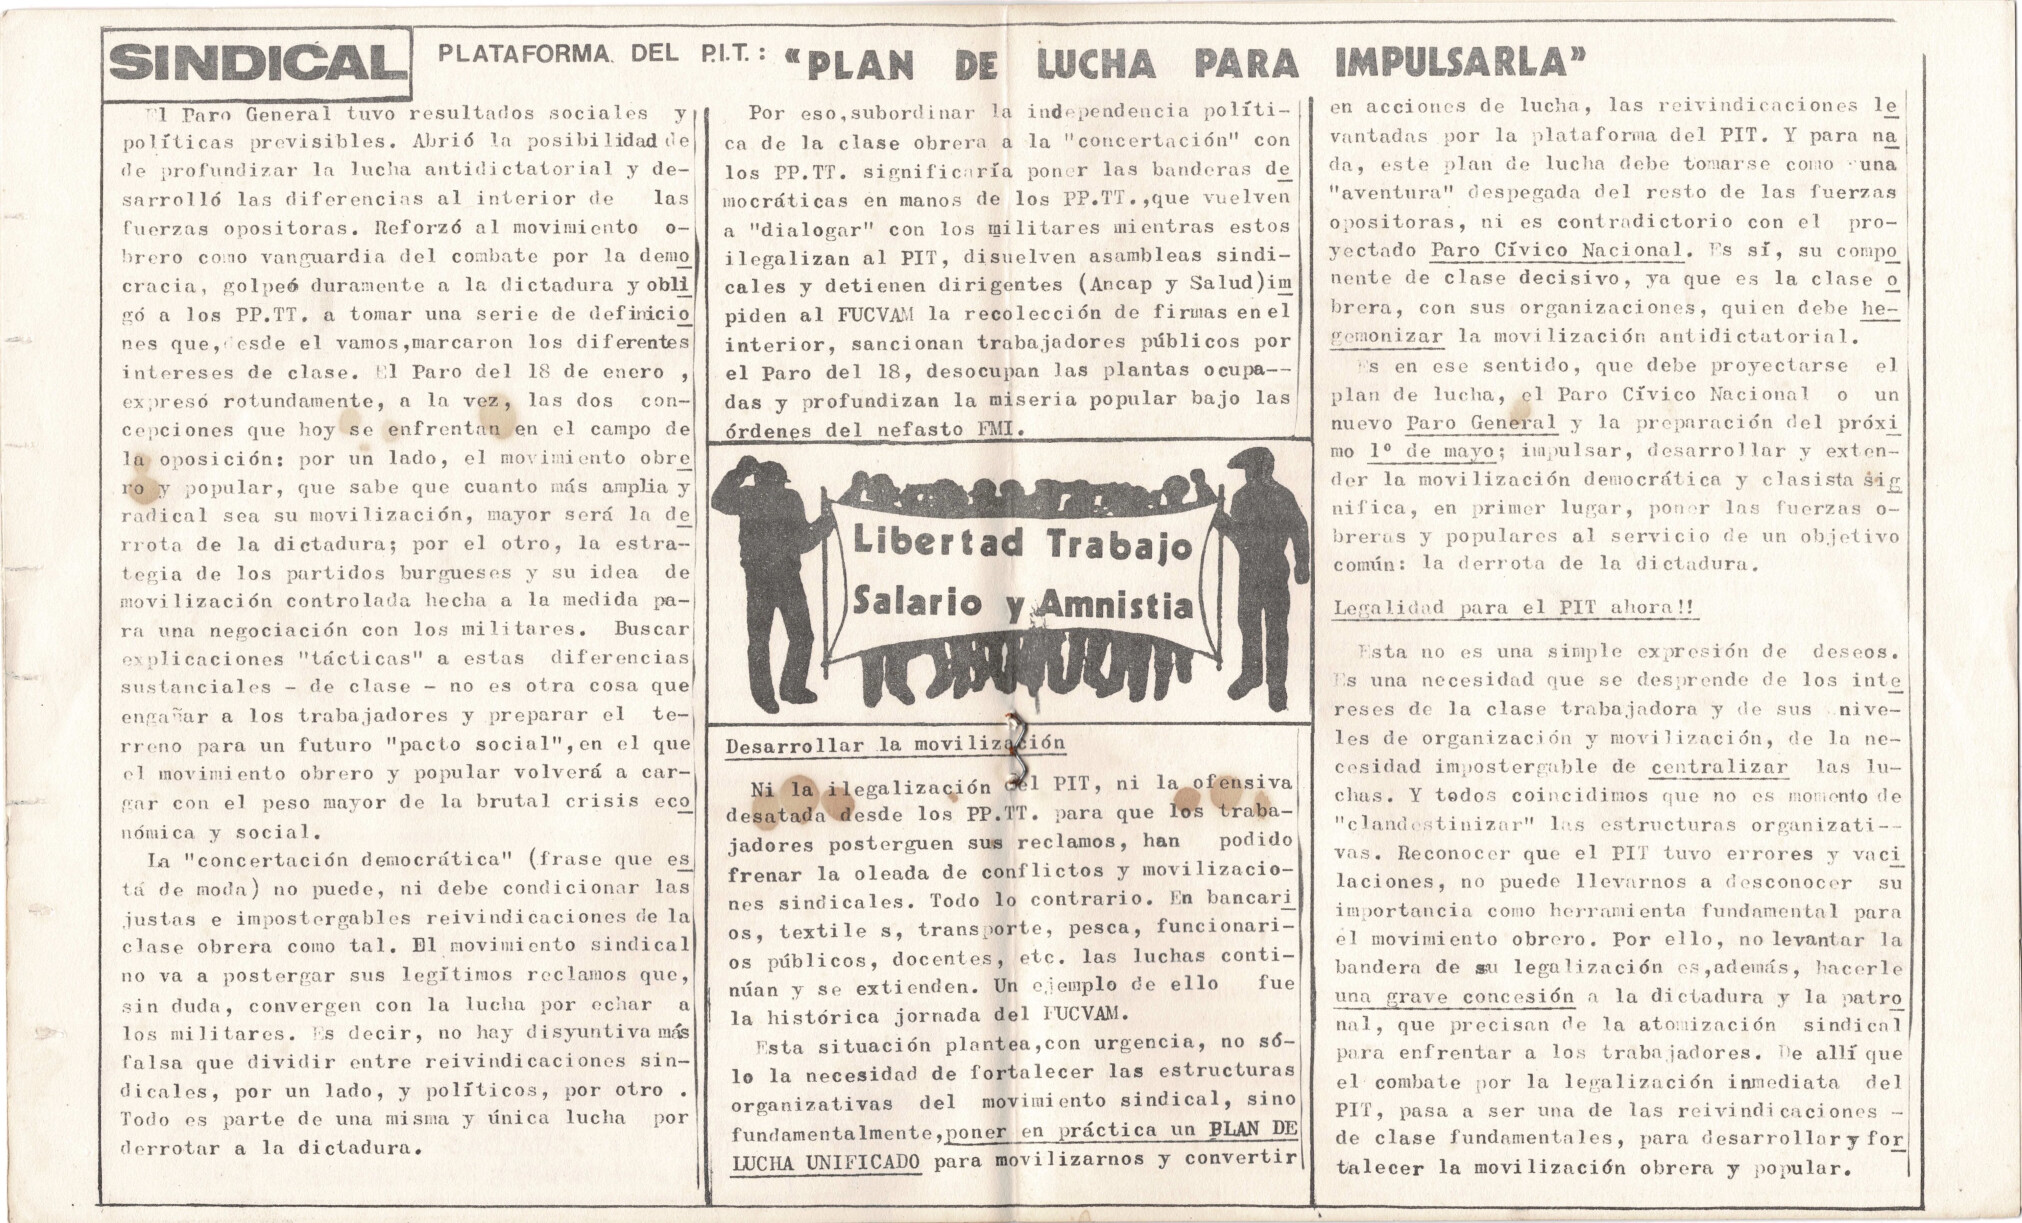 SINDICAL
PLATAFORMA DEL P.I.T.: "PLAN DE LUCHA PARA IMPULSARLA"
El Paro General tuvo resultados sociales y
políticas previsibles. Abrió la posibilidad de
de profundizar la lucha antidictatorial y de-
sarrolló las diferencias al interior de las
fuerzas opositoras. Reforzó al movimiento o-
brero como vanguardia del combate por la demo
cracia, golpeó duramente a la dictadura y obli
gó a los PP.TT. a tomar una serie de definicio
nes que, desde el vamos, marcaron los diferentes
intereses de clase. El Paro del 18 de enero ,
expresó rotundamente, a la vez, las dos con-
cepciones que hoy se enfrentan en el campo de
la oposición: por un lado, el movimiento obre
ro y popular, que sabe que cuanto más amplia y
radical sea su movilización, mayor será la de
rrota de la dictadura; por el otro, la estra-
tegia de los partidos burgueses y su idea de
movilización controlada hecha a la medida pa-
ra una negociación con los militares. Buscar
explicaciones "tácticas" a estas diferencias
sustanciales - de clase - no es otra cosa que
engañar a los trabajadores y preparar el te-
rreno para un futuro "pacto social", en el que
el movimiento obrero y popular volverá a car-
gar con el peso mayor de la brutal crisis eco
nómica y social.
La "concertación democrática" (frase que es
tá de moda) no puede, ni debe condicionar las
justas e impostergables reivindicaciones de la
clase obrera como tal. El movimiento sindical
no va a postergar sus legítimos reclamos que,
sin duda, convergen con la lucha por echar a
los militares. Es decir, no hay disyuntiva más
falsa que dividir entre reivindicaciones sin-
dicales, por un lado, y políticos, por otro .
Todo es parte de una misma y única lucha por
derrotar a la dictadura.
Por eso, subordinar la independencia políti-
ca de la clase obrera a la "concertación" con
los PP.TT. significaría poner las banderas de
mocráticas en manos de los PP.TT., que vuelven
a "dialogar" con los militares mientras estos
ilegalizan al PIT, disuelven asambleas sindi-
cales y detienen dirigentes (Ancap y Salud)im
piden al FUCVAM la recolección de firmas en el
interior, sancionan trabajadores públicos por
el Paro del 18, desocupan las plantas ocupa--
das y profundizan la miseria popular bajo las
órdenes del nefasto FMI.
Libertad Trabajo
Salario y Amnistia
Desarrollar la movilización
Ni la ilegalización del PIT, ni la ofensiva
desatada desde los PP.TT. para que los traba-
jadores posterguen sus reclamos, han podido
frenar la oleada de conflictos y movilizacio-
nes sindicales. Todo lo contrario. En bancari
os, textile s, transporte, pesca, funcionari-
os públicos, docentes, etc. las luchas conti-
núan y se extienden. Un ejemplo de ello fue
la histórica jornada del FUCVAM.
Esta situación plantea, con urgencia, no só-
lo la necesidad de fortalecer las estructuras
organizativas del movimiento sindical, sino
fundamentalmente, poner en práctica un PLAN DE
LUCHA UNIFICADO para movilizarnos y convertir
en acciones de lucha, las reivindicaciones le
vantadas por la plataforma del PIT. Y para na
da, este plan de lucha debe tomarse como una
"aventura" despegada del resto de las fuerzas
opositoras, ni es contradictorio con el pro-
yectado Paro Cívico Nacional. Es sí, su compo
nente de clase decisivo, ya que es la clase o
brera, con sus organizaciones, quien debe he-
gemonizar la movilización antidictatorial.
Es en ese sentido, que debe proyectarse el
plan de lucha, el Paro Cívico Nacional o un
nuevo Paro General y la preparación del próxi
mo 1º de mayo; impulsar, desarrollar y exten-
der la movilización democrática y clasista sig
nifica, en primer lugar, poner las fuerzas o-
breras y populares al servicio de un objetivo
común: la derrota de la dictadura.
Legalidad para el PIT ahora!!
Esta no es una simple expresión de deseos.
Es una necesidad que se desprende de los inte
reses de la clase trabajadora y de sus nive-
les de organización y movilización, de la ne-
cesidad impostergable de centralizar las lu-
chas. Y todos coincidimos que no es momento de
"clandestinizar" las estructuras organizati--
vas. Reconocer que el PIT tuvo errores y vaci
laciones, no puede llevarnos a desconocer su
importancia como herramienta fundamental para
el movimiento obrero. Por ello, no levantar la
bandera de su legalización es, además, hacerle
una grave concesión a la dictadura y la patro
nal, que precisan de la atomización sindical
para enfrentar a los trabajadores. De allí que
el combate por la legalización inmediata del
PIT, pasa a ser una de las reivindicaciones -
de clase fundamentales, para desarrollar y for
talecer la movilización obrera y popular.